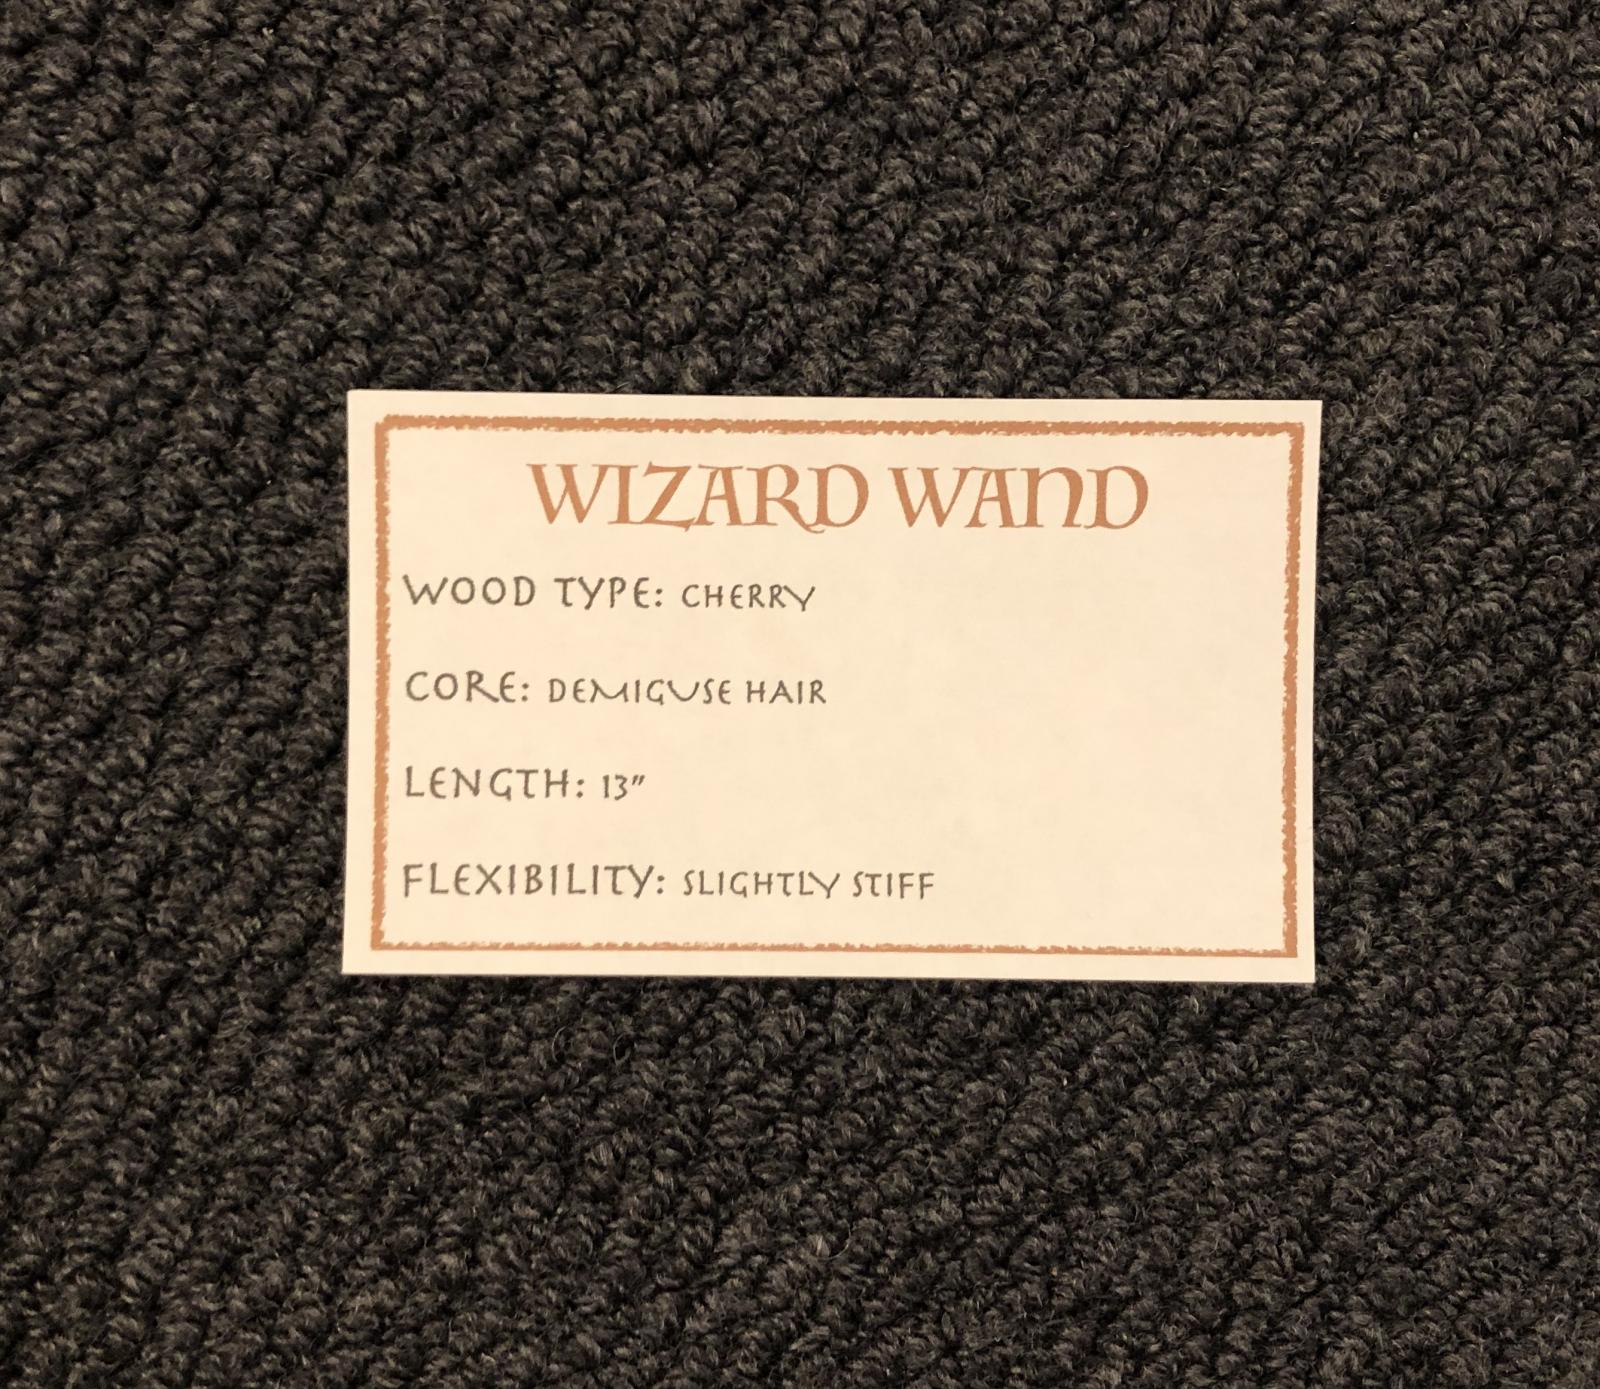 WIZARD WAND
WOOD TYPE: CHERRY
CORE: DEMIGUSE HAIR
LENGTH: 13"
FLEXIBILITY: SLIGHTLY STIFF